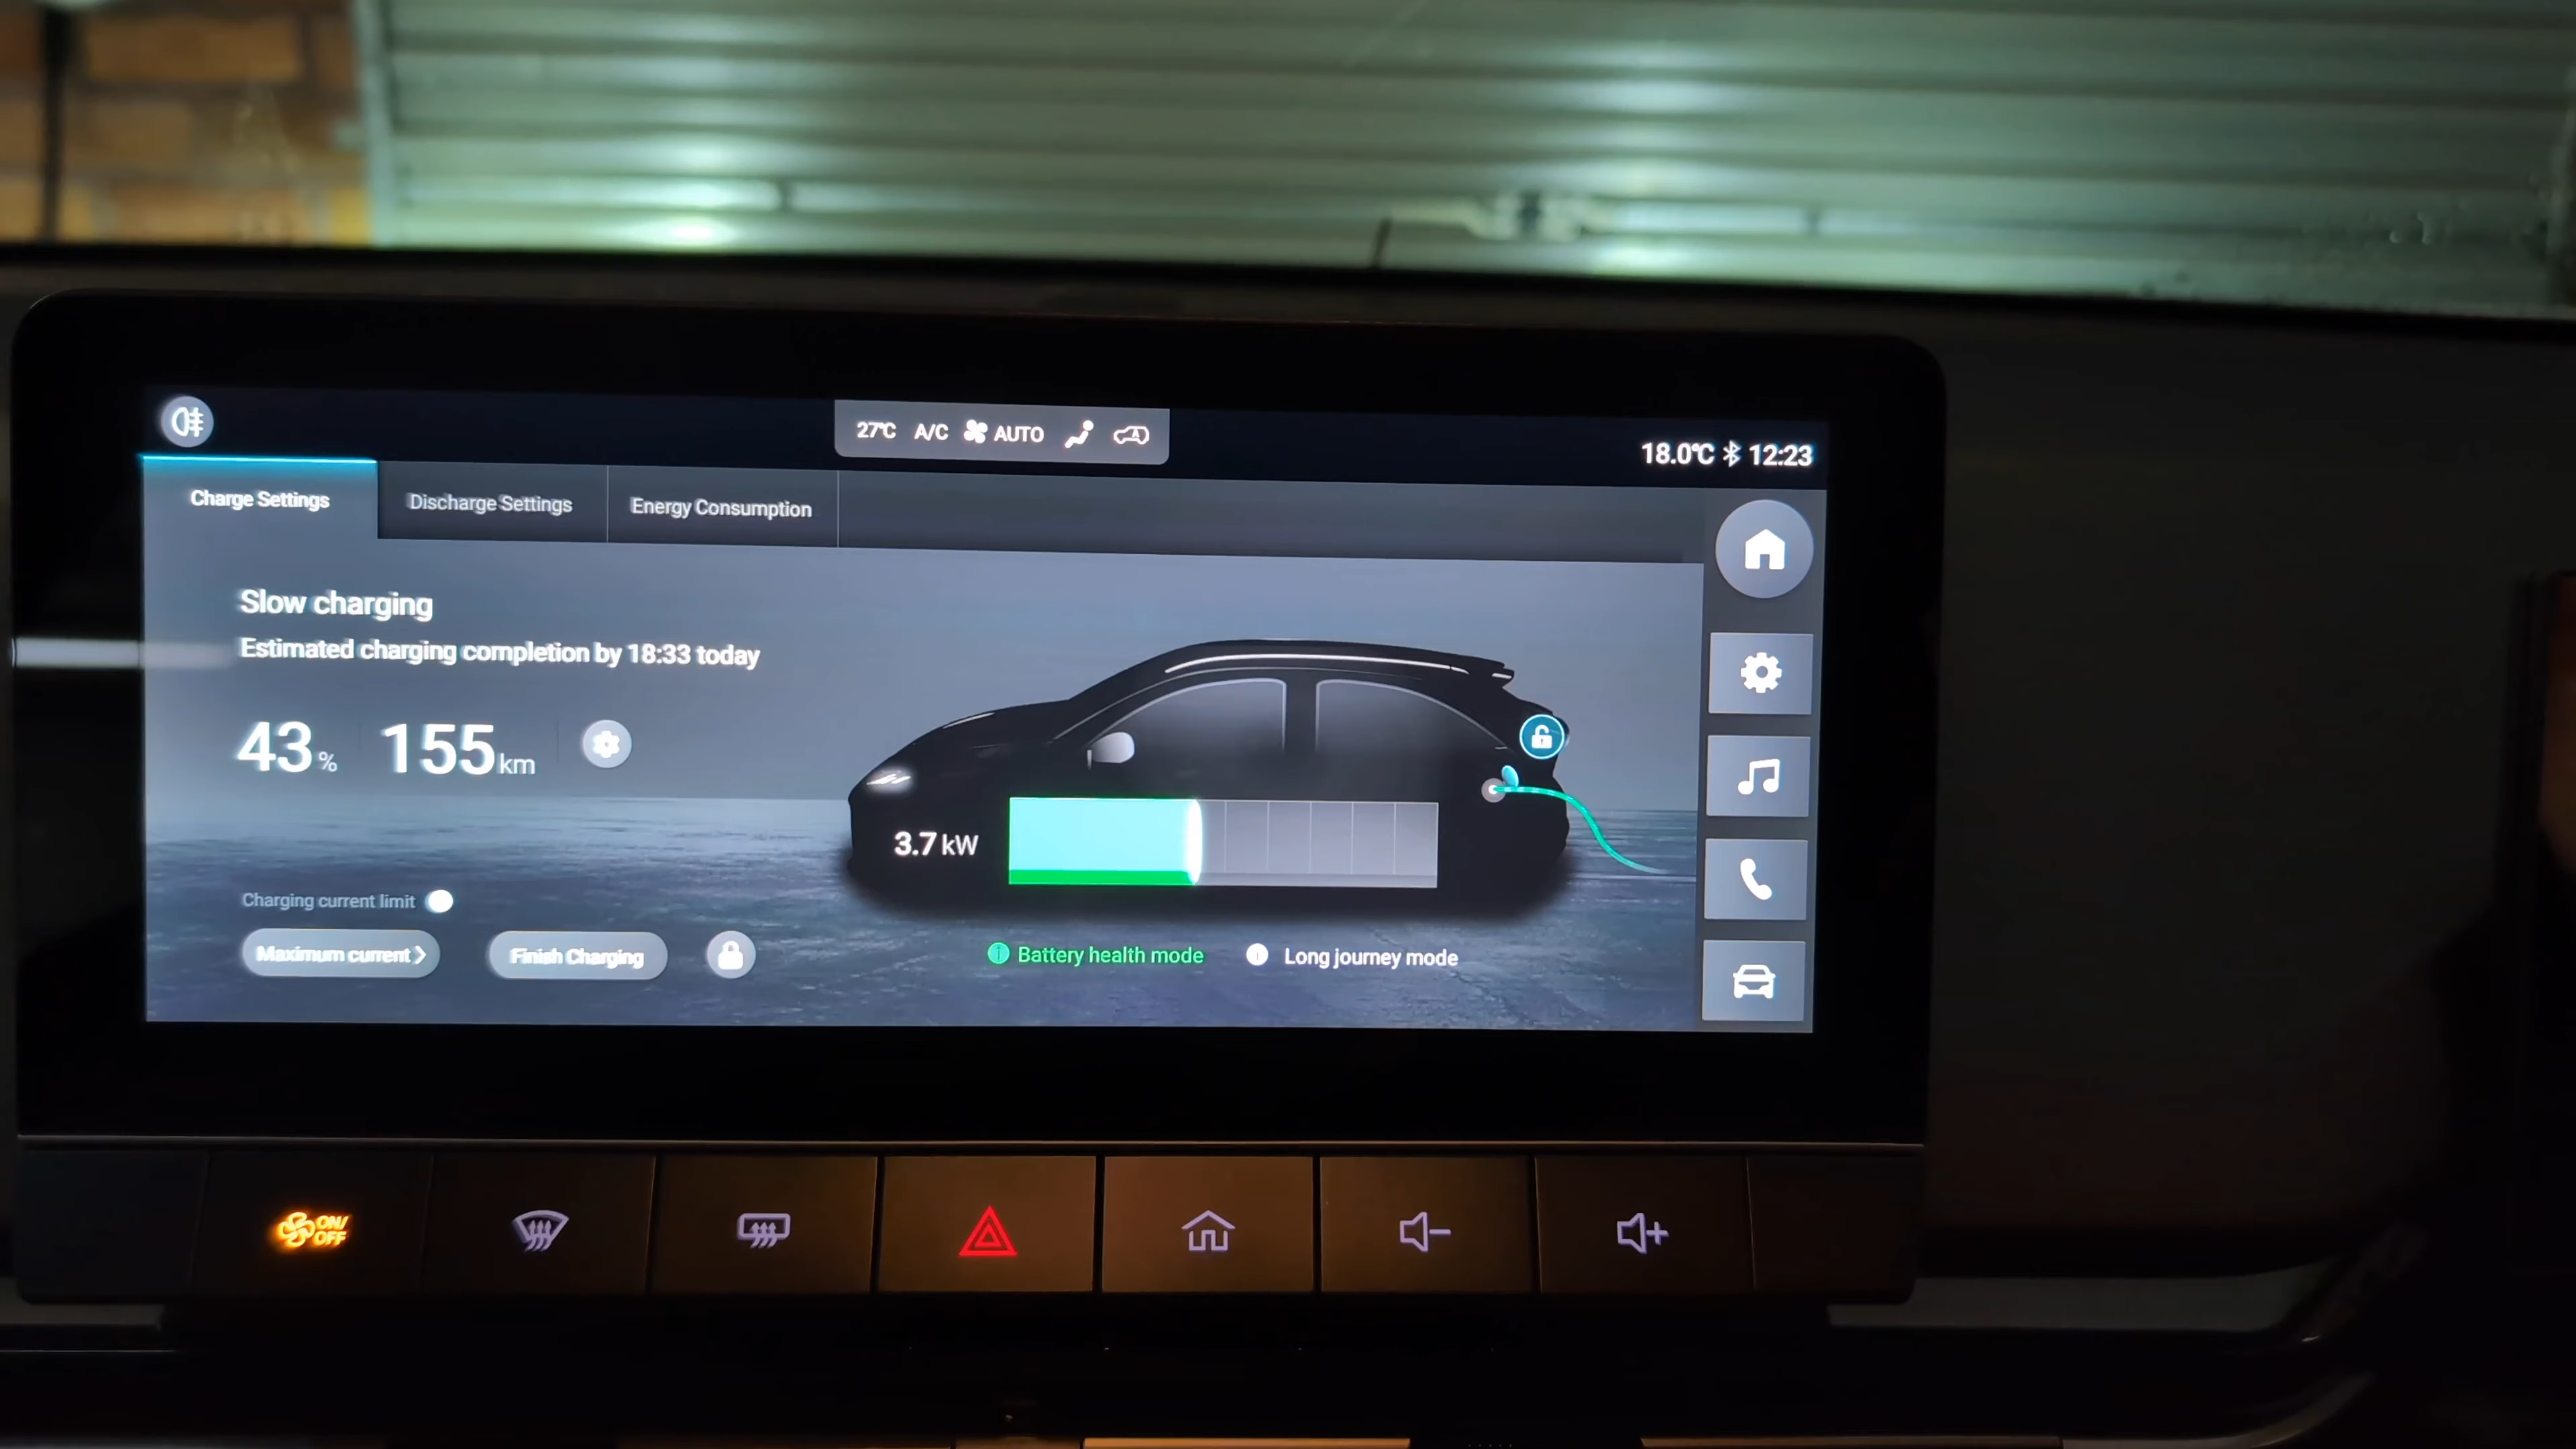 27℃ A/C AUTO A
18.0℃ 12:23
Charge Settings
Discharge Settings
Energy Consumption
Slow charging
Estimated charging completion by 18:33 today
43 % 155 km
3.7 kW
Charging current limit
Maximum current >
Finish Charging
Battery health mode
Long journey mode
ON/
OFF